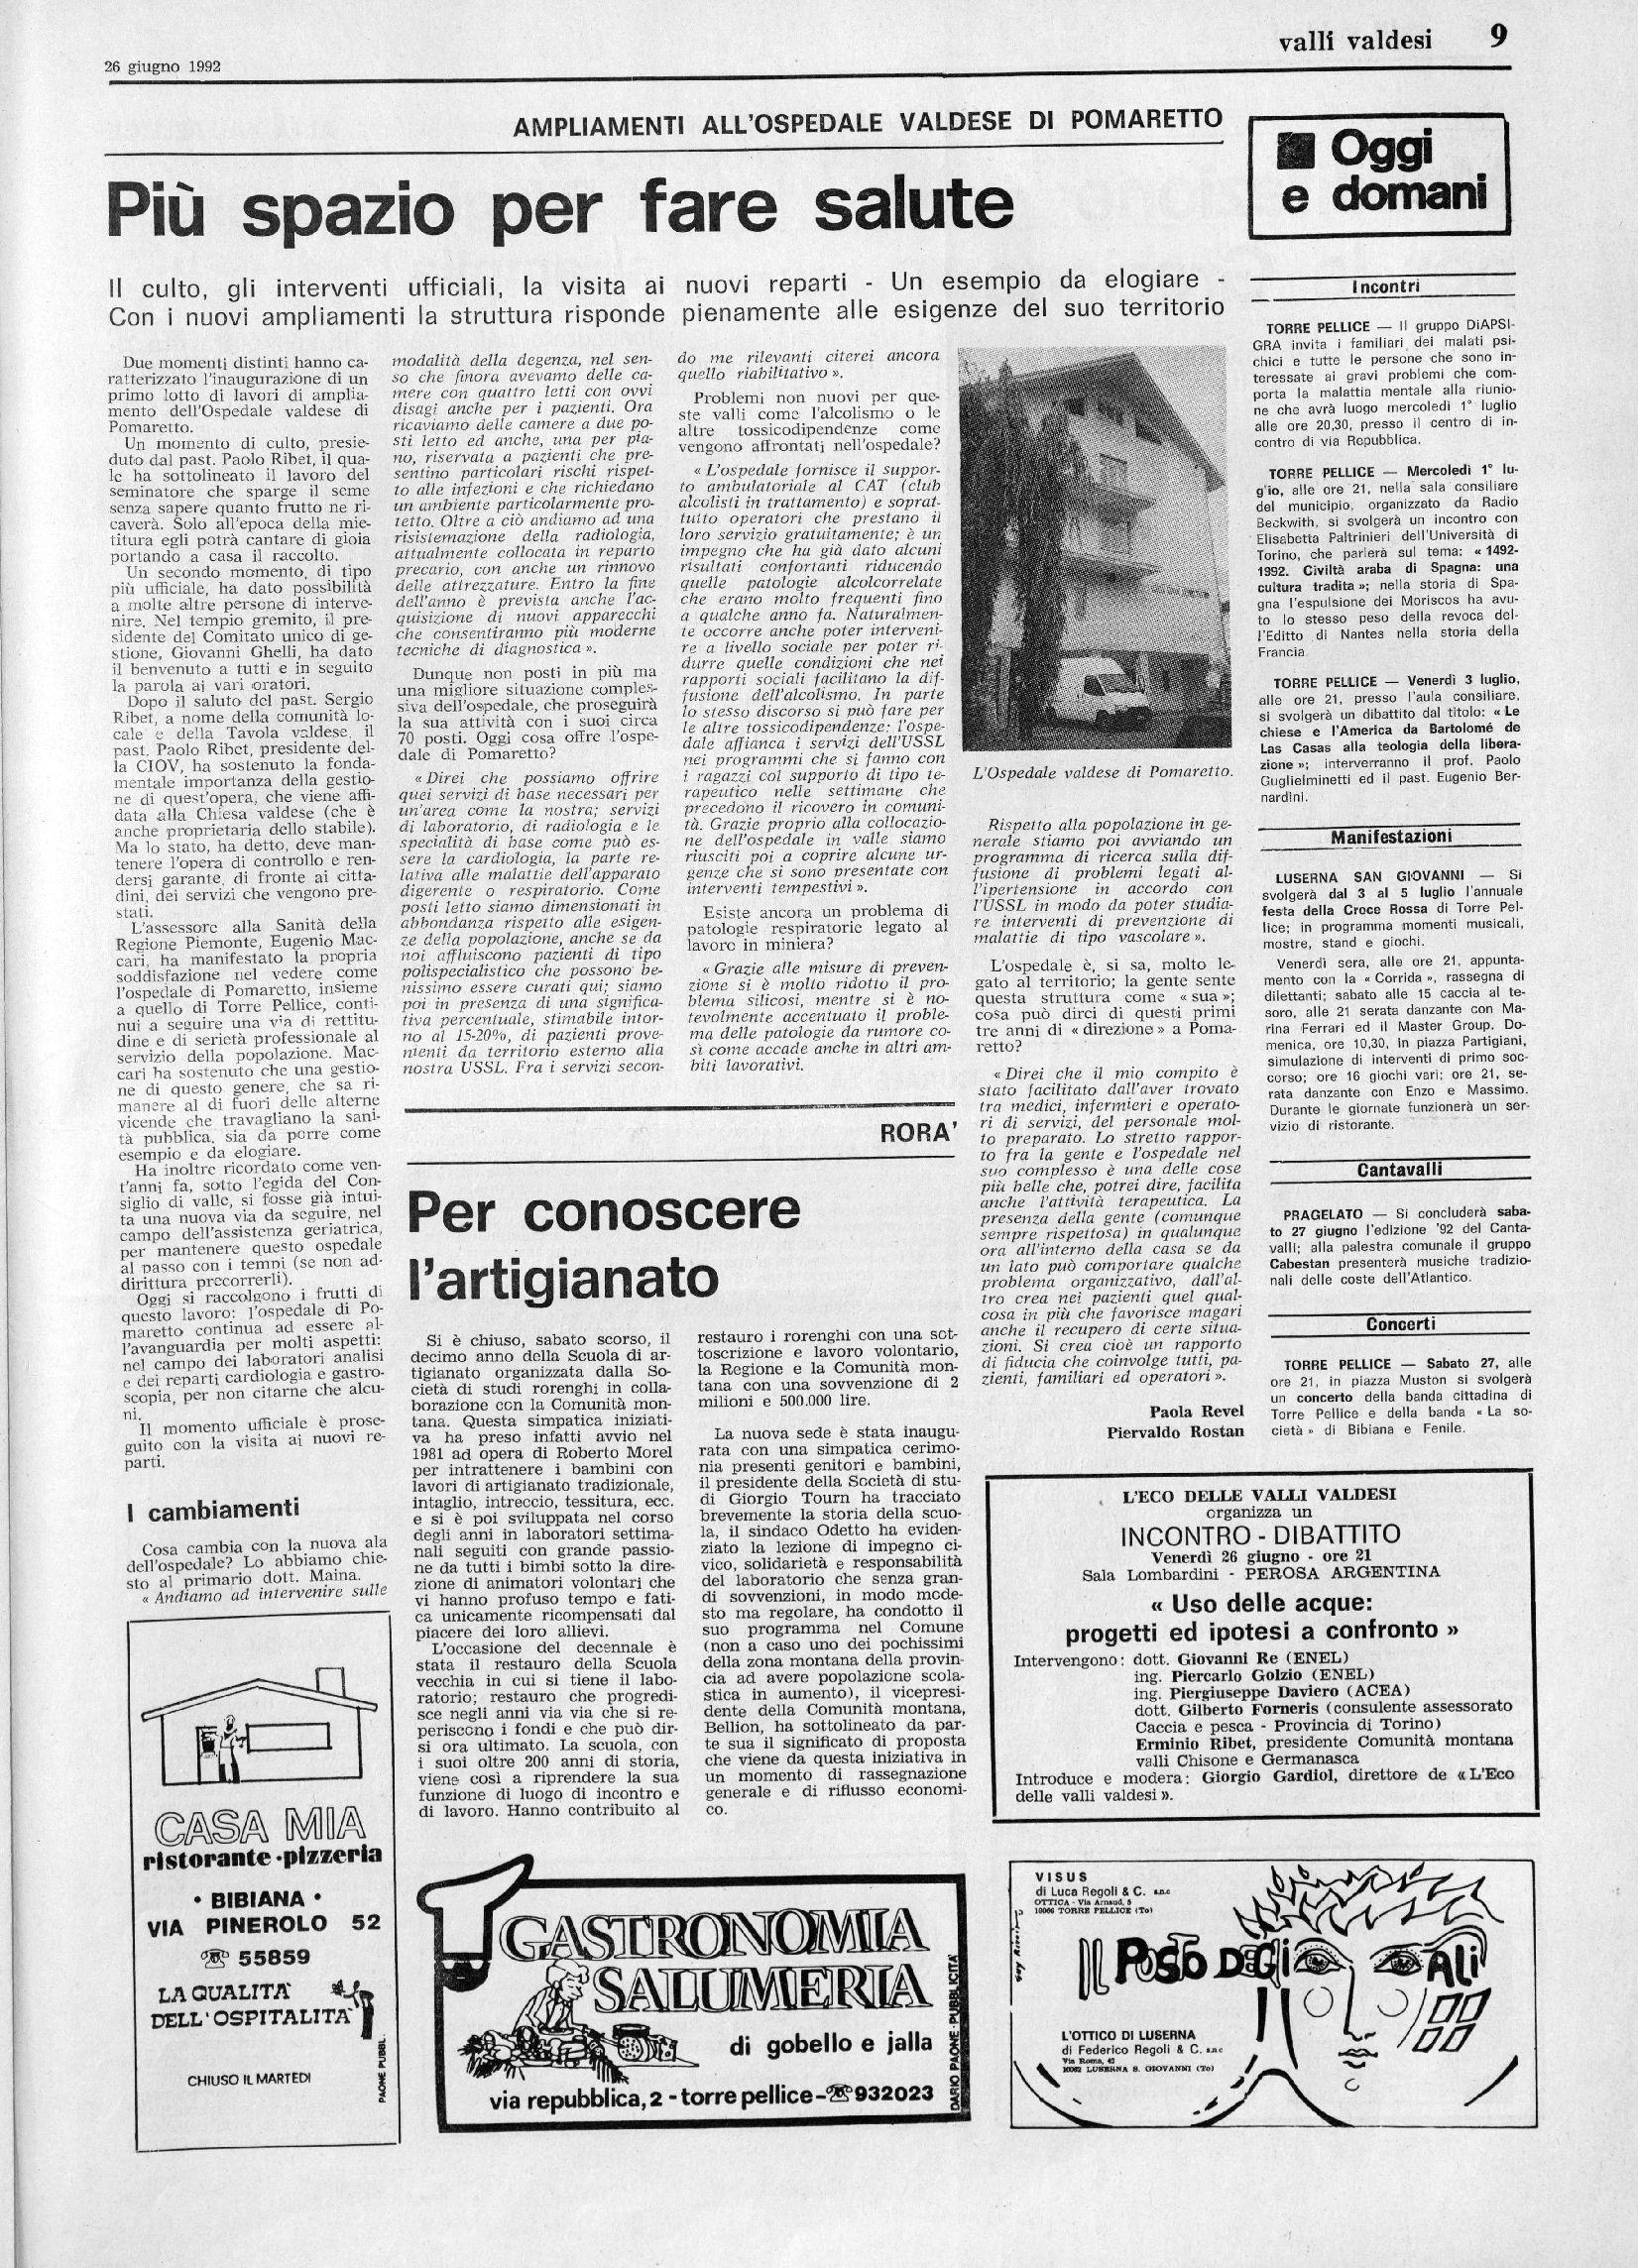 26 giugno 1992
valli valdesi 9
AMPLIAMENTI ALL'OSPEDALE VALDESE DI POMARETTO
Più spazio per fare salute
Il culto, gli interventi ufficiali, la visita ai nuovi reparti - Un esempio da elogiare -
Con i nuovi ampliamenti la struttura risponde pienamente alle esigenze del suo territorio
Due momenti distinti hanno ca-
ratterizzato l'inaugurazione di un
primo lotto di lavori di amplia-
mento dell'Ospedale valdese di
Pomaretto.
Un momento di culto, presie-
duto dal past. Paolo Ribet, il qua-
le ha sottolineato il lavoro del
seminatore che sparge il seme
senza sapere quanto frutto ne ri-
caverà. Solo all'epoca della mie-
titura egli potrà cantare di gioia
portando a casa il raccolto.
Un secondo momento, di tipo
più ufficiale, ha dato possibilità
a molte altre persone di interve-
nire. Nel tempio gremito, il pre-
sidente del Comitato unico di ge-
stione, Giovanni Ghelli, ha dato
il benvenuto a tutti e in seguito
la parola ai vari oratori.
Dopo il saluto del past. Sergio
Ribet, a nome della comunità lo-
cale e della Tavola valdese, il
past. Paolo Ribet, presidente del-
la CIOV, ha sostenuto la fonda-
mentale importanza della gestio-
ne di quest'opera, che viene affi-
data alla Chiesa valdese (che è
anche proprietaria dello stabile).
Ma lo stato, ha detto, deve man-
tenere l'opera di controllo e ren-
dersi garante, di fronte ai citta-
dini, dei servizi che vengono pre-
stati.
L'assessore alla Sanità della
Regione Piemonte, Eugenio Mac-
cari, ha manifestato la propria
soddisfazione nel vedere come
l'ospedale di Pomaretto, insieme
a quello di Torre Pellice, conti-
nui a seguire una via di rettitu-
dine e di serietà professionale al
servizio della popolazione. Mac-
cari ha sostenuto che una gestio-
ne di questo genere, che sa ri-
manere al di fuori delle alterne
vicende che travagliano la sani-
tà pubblica, sia da porre come
esempio e da elogiare.
Ha inoltre ricordato come ven-
t'anni fa, sotto l'egida del Con-
siglio di valle, si fosse già intui-
ta una nuova via da seguire, nel
campo dell'assistenza geriatrica,
per mantenere questo ospedale
al passo con i tempi (se non ad-
dirittura precorrerli).
Oggi si raccolgono i frutti di
questo lavoro: l'ospedale di Po-
maretto continua ad essere al-
l'avanguardia per molti aspetti:
nel campo dei laboratori analisi
e dei reparti cardiologia e gastro-
scopia, per non citarne che alcu-
ni.
Il momento ufficiale è prose-
guito con la visita ai nuovi re-
parti.
I cambiamenti
Cosa cambia con la nuova ala
dell'ospedale? Lo abbiamo chie-
sto al primario dott. Maina.
« Andiamo ad intervenire sulle
modalità della degenza, nel sen-
so che finora avevamo delle ca-
mere con quattro letti con ovvi
disagi anche per i pazienti. Ora
ricaviamo delle camere a due po-
sti letto ed anche, una per pia-
no, riservata a pazienti che pre-
sentino particolari rischi rispet-
to alle infezioni e che richiedano
un ambiente particolarmente pro-
tetto. Oltre a ciò andiamo ad una
risistemazione della radiologia,
attualmente collocata in reparto
precario, con anche un rinnovo
delle attrezzature. Entro la fine
dell'anno è prevista anche l'ac-
quisizione di nuovi apparecchi
che consentiranno più moderne
tecniche di diagnostica ».
Dunque non posti in più ma
una migliore situazione comples-
siva dell'ospedale, che proseguirà
la sua attività con i suoi circa
70 posti. Oggi cosa offre l'ospe-
dale di Pomaretto?
« Direi che possiamo offrire
quei servizi di base necessari per
un'area come la nostra; servizi
di laboratorio, di radiologia e le
specialità di base come può es-
sere la cardiologia, la parte re-
lativa alle malattie dell'apparato
digerente o respiratorio. Come
posti letto siamo dimensionati in
abbondanza rispetto alle esigen-
ze della popolazione, anche se da
noi affluiscono pazienti di tipo
polispecialistico che possono be-
nissimo essere curati qui; siamo
poi in presenza di una significa-
tiva percentuale, stimabile intor-
no al 15-20%, di pazienti prove-
nienti da territorio esterno alla
nostra USSL. Fra i servizi secon-
do me rilevanti citerei ancora
quello riabilitativo ».
Problemi non nuovi per que-
ste valli come l'alcolismo o le
altre tossicodipendenze come
vengono affrontati nell'ospedale?
« L'ospedale fornisce il suppor-
to ambulatoriale al CAT (club
alcolisti in trattamento) e soprat-
tutto operatori che prestano il
loro servizio gratuitamente; è un
impegno che ha già dato alcuni
risultati confortanti riducendo
quelle patologie alcolcorrelate
che erano molto frequenti fino
a qualche anno fa. Naturalmen-
te occorre anche poter interveni-
re a livello sociale per poter ri-
durre quelle condizioni che nei
rapporti sociali facilitano la dif-
fusione dell'alcolismo. In parte
lo stesso discorso si può fare per
le altre tossicodipendenze: l'ospe-
dale affianca i servizi dell'USSL
nei programmi che si fanno con
i ragazzi col supporto di tipo te-
rapeutico nelle settimane che
precedono il ricovero in comuni-
tà. Grazie proprio alla collocazio-
ne dell'ospedale in valle siamo
riusciti poi a coprire alcune ur-
genze che si sono presentate con
interventi tempestivi ».
Esiste ancora un problema di
patologie respiratorie legato al
lavoro in miniera?
« Grazie alle misure di preven-
zione si è molto ridotto il pro-
blema silicosi, mentre si è no-
tevolmente accentuato il proble-
ma delle patologie da rumore co-
sì come accade anche in altri am-
biti lavorativi.
L'Ospedale valdese di Pomaretto.
Rispetto alla popolazione in ge-
nerale stiamo poi avviando un
programma di ricerca sulla dif-
fusione di problemi legati al-
l'ipertensione in accordo con
l'USSL in modo da poter studia-
re interventi di prevenzione di
malattie di tipo vascolare ».
L'ospedale è, si sa, molto le-
gato al territorio; la gente sente
questa struttura come « sua »;
cosa può dirci di questi primi
tre anni di « direzione » a Poma-
retto?
« Direi che il mio compito è
stato facilitato dall'aver trovato
tra medici, infermieri e operato-
ri di servizi, del personale mol-
to preparato. Lo stretto rappor-
to fra la gente e l'ospedale nel
suo complesso è una delle cose
più belle che, potrei dire, facilita
anche l'attività terapeutica. La
presenza della gente (comunque
sempre rispettosa) in qualunque
ora all'interno della casa se da
un lato può comportare qualche
problema organizzativo, dall'al-
tro crea nei pazienti quel qual-
cosa in più che favorisce magari
anche il recupero di certe situa-
zioni. Si crea cioè un rapporto
di fiducia che coinvolge tutti, pa-
zienti, familiari ed operatori ».
Paola Revel
Piervaldo Rostan
RORA'
Per conoscere
l'artigianato
Si è chiuso, sabato scorso, il
decimo anno della Scuola di ar-
tigianato organizzata dalla So-
cietà di studi rorenghi in colla-
borazione con la Comunità mon-
tana. Questa simpatica iniziati-
va ha preso infatti avvio nel
1981 ad opera di Roberto Morel
per intrattenere i bambini con
lavori di artigianato tradizionale,
intaglio, intreccio, tessitura, ecc.
e si è poi sviluppata nel corso
degli anni in laboratori settima-
nali seguiti con grande passio-
ne da tutti i bimbi sotto la dire-
zione di animatori volontari che
vi hanno profuso tempo e fati-
ca unicamente ricompensati dal
piacere dei loro allievi.
L'occasione del decennale è
stata il restauro della Scuola
vecchia in cui si tiene il labo-
ratorio; restauro che progredi-
sce negli anni via via che si re-
periscono i fondi e che può dir-
si ora ultimato. La scuola, con
i suoi oltre 200 anni di storia,
viene così a riprendere la sua
funzione di luogo di incontro e
di lavoro. Hanno contribuito al
restauro i rorenghi con una sot-
toscrizione e lavoro volontario,
la Regione e la Comunità mon-
tana con una sovvenzione di 2
milioni e 500.000 lire.
La nuova sede è stata inaugu-
rata con una simpatica cerimo-
nia presenti genitori e bambini,
il presidente della Società di stu-
di Giorgio Tourn ha tracciato
brevemente la storia della scuo-
la, il sindaco Odetto ha eviden-
ziato la lezione di impegno ci-
vico, solidarietà e responsabilità
del laboratorio che senza gran-
di sovvenzioni, in modo mode-
sto ma regolare, ha condotto il
suo programma nel Comune
(non a caso uno dei pochissimi
della zona montana della provin-
cia ad avere popolazione scola-
stica in aumento), il vicepresi-
dente della Comunità montana,
Bellion, ha sottolineato da par-
te sua il significato di proposta
che viene da questa iniziativa in
un momento di rassegnazione
generale e di riflusso economi-
co.
Oggi
e domani
Incontri
TORRE PELLICE — Il gruppo DiAPSI-
GRA invita i familiari dei malati psi-
chici e tutte le persone che sono in-
teressate ai gravi problemi che com-
porta la malattia mentale alla riunio-
ne che avrà luogo mercoledì 1° luglio
alle ore 20,30, presso il centro di in-
contro di via Repubblica.
TORRE PELLICE — Mercoledì 1° lu-
glio, alle ore 21, nella sala consiliare
del municipio, organizzato da Radio
Beckwith, si svolgerà un incontro con
Elisabetta Paltrinieri dell'Università di
Torino, che parlerà sul tema: « 1492-
1992. Civiltà araba di Spagna: una
cultura tradita »; nella storia di Spa-
gna l'espulsione dei Moriscos ha avu-
to lo stesso peso della revoca del-
l'Editto di Nantes nella storia della
Francia.
TORRE PELLICE — Venerdì 3 luglio,
alle ore 21, presso l'aula consiliare,
si svolgerà un dibattito dal titolo: « Le
chiese e l'America da Bartolomé de
Las Casas alla teologia della libera-
zione »; interverranno il prof. Paolo
Guglielminetti ed il past. Eugenio Ber-
nardini.
Manifestazioni
LUSERNA SAN GIOVANNI — Si
svolgerà dal 3 al 5 luglio l'annuale
festa della Croce Rossa di Torre Pel-
lice; in programma momenti musicali,
mostre, stand e giochi.
Venerdì sera, alle ore 21, appunta-
mento con la « Corrida », rassegna di
dilettanti; sabato alle 15 caccia al te-
soro, alle 21 serata danzante con Ma-
rina Ferrari ed il Master Group. Do-
menica, ore 10,30, in piazza Partigiani,
simulazione di interventi di primo soc-
corso; ore 16 giochi vari; ore 21, se-
rata danzante con Enzo e Massimo.
Durante le giornate funzionerà un ser-
vizio di ristorante.
Cantavalli
PRAGELATO — Si concluderà saba-
to 27 giugno l'edizione '92 del Canta-
valli; alla palestra comunale il gruppo
Cabestan presenterà musiche tradizio-
nali delle coste dell'Atlantico.
Concerti
TORRE PELLICE — Sabato 27, alle
ore 21, in piazza Muston si svolgerà
un concerto della banda cittadina di
Torre Pellice e della banda « La so-
cietà » di Bibiana e Fenile.
L'ECO DELLE VALLI VALDESI
organizza un
INCONTRO - DIBATTITO
Venerdì 26 giugno - ore 21
Sala Lombardini - PEROSA ARGENTINA
« Uso delle acque:
progetti ed ipotesi a confronto »
Intervengono: dott. Giovanni Re (ENEL)
ing. Piercarlo Golzio (ENEL)
ing. Piergiuseppe Daviero (ACEA)
dott. Gilberto Forneris (consulente assessorato
Caccia e pesca - Provincia di Torino)
Erminio Ribet, presidente Comunità montana
valli Chisone e Germanasca
Introduce e modera: Giorgio Gardiol, direttore de « L'Eco
delle valli valdesi ».
CASA MIA
ristorante·pizzeria
• BIBIANA •
VIA PINEROLO 52
☎ 55859
LA QUALITA'
DELL'OSPITALITA'
CHIUSO IL MARTEDI
PAONE PUBBL.
GASTRONOMIA
SALUMERIA
di gobello e jalla
via repubblica, 2 - torre pellice - ☎ 932023
DARIO PAONE · PUBBLICITA'
VISUS
di Luca Regoli & C. s.n.c
OTTICA - Via Arnaud, 5
10066 TORRE PELLICE (To)
Il POSTO DEGLI OCCHIALI
L'OTTICO DI LUSERNA
di Federico Regoli & C. s.n.c
Via Roma, 42
10062 LUSERNA S. GIOVANNI (To)